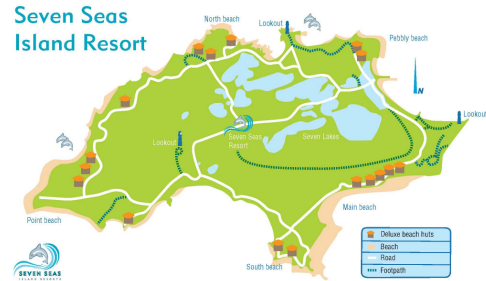 Seven Seas
Island Resort
North beach
Lookout
Pebbly beach
N
Lookout
Seven Seas
Resort
Seven Lakes
Lookout
Main beach
Point beach
South beach
Deluxe beach huts
Beach
Road
Footpath
SEVEN SEAS
ISLAND RESORTS